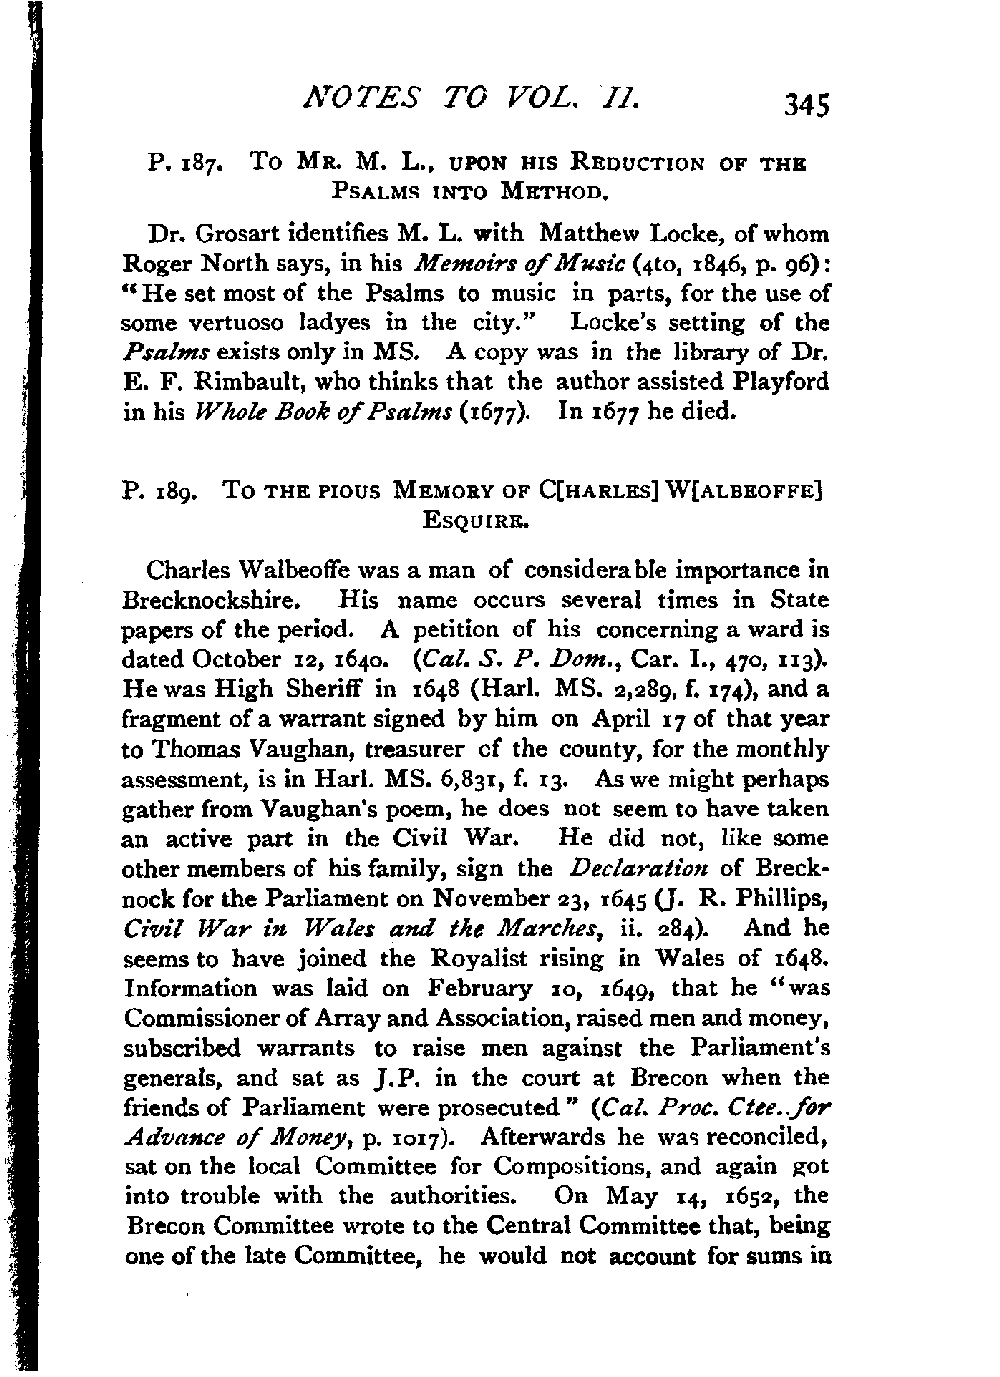 NOTES TO VOL. II. 345
P. 187. To Mr. M. L., upon his Reduction of the
Psalms into Method.
Dr. Grosart identifies M. L. with Matthew Locke, of whom
Roger North says, in his Memoirs of Music (4to, 1846, p. 96):
“He set most of the Psalms to music in parts, for the use of
some vertuoso ladyes in the city.” Locke's setting of the
Psalms exists only in MS. A copy was in the library of Dr.
E. F. Rimbault, who thinks that the author assisted Playford
in his Whole Book of Psalms (1677). In 1677 he died.
P. 189. To the pious Memory of C[harles] W[albeoffe]
Esquire.
Charles Walbeoffe was a man of considerable importance in
Brecknockshire. His name occurs several times in State
papers of the period. A petition of his concerning a ward is
dated October 12, 1640. (Cal. S. P. Dom., Car. I., 470, 113).
He was High Sheriff in 1648 (Harl. MS. 2,289, f. 174), and a
fragment of a warrant signed by him on April 17 of that year
to Thomas Vaughan, treasurer of the county, for the monthly
assessment, is in Harl. MS. 6,831, f. 13. As we might perhaps
gather from Vaughan's poem, he does not seem to have taken
an active part in the Civil War. He did not, like some
other members of his family, sign the Declaration of Breck-
nock for the Parliament on November 23, 1645 (J. R. Phillips,
Civil War in Wales and the Marches, ii. 284). And he
seems to have joined the Royalist rising in Wales of 1648.
Information was laid on February 10, 1649, that he “was
Commissioner of Array and Association, raised men and money,
subscribed warrants to raise men against the Parliament's
generals, and sat as J.P. in the court at Brecon when the
friends of Parliament were prosecuted” (Cal. Proc. Ctee. for
Advance of Money, p. 1017). Afterwards he was reconciled,
sat on the local Committee for Compositions, and again got
into trouble with the authorities. On May 14, 1652, the
Brecon Committee wrote to the Central Committee that, being
one of the late Committee, he would not account for sums in